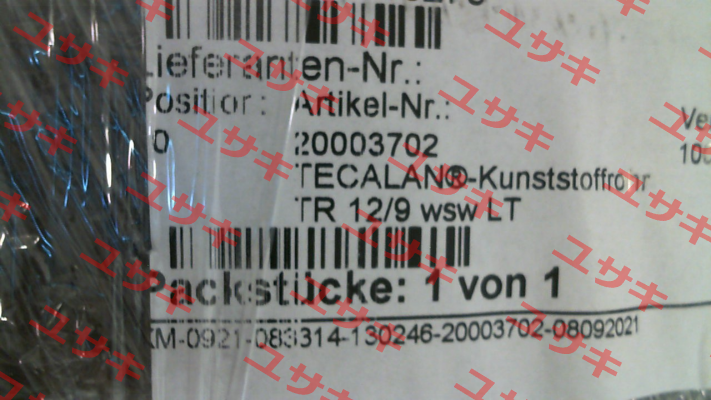 Lieferanten-Nr.:
Position: Artikel-Nr.:
20003702
TECALAN®-Kunststoffrohr
TR 12/9 wsw LT
Packstücke: 1 von 1
KM-0921-083314-130246-20003702-08092021
ユサキ